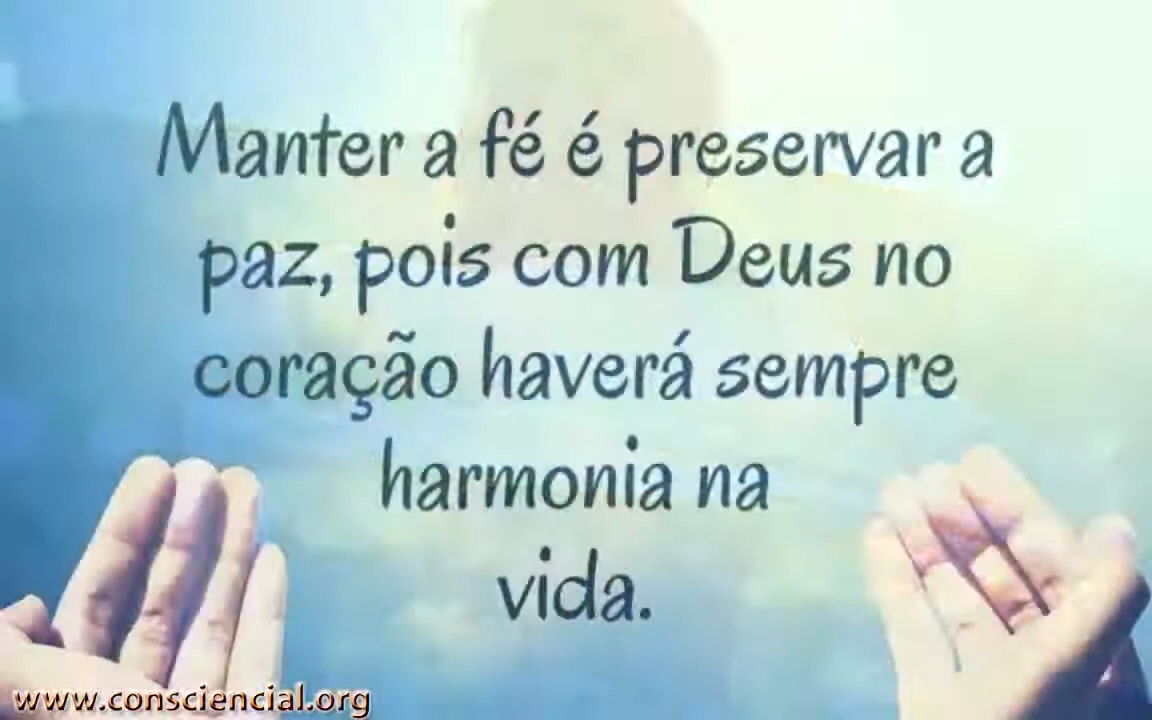 Manter a fé é preservar a
paz, pois com Deus no
coração haverá sempre
harmonia na
vida.
www.consciencial.org